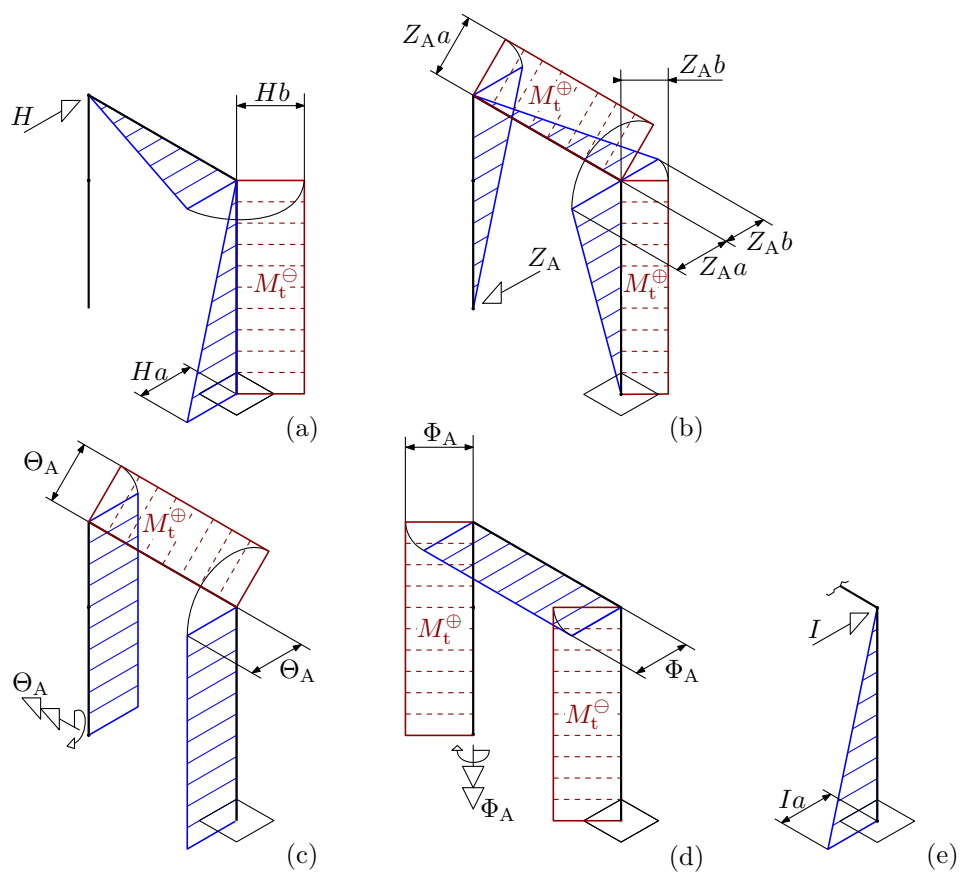 H
Hb
M_t^⊖
Ha
(a)
Z_A a
Z_A b
M_t^⊕
Z_A
M_t^⊕
Z_A b
Z_A a
(b)
Θ_A
M_t^⊕
Θ_A
Θ_A
(c)
Φ_A
M_t^⊕
Φ_A
M_t^⊖
Φ_A
(d)
I
Ia
(e)